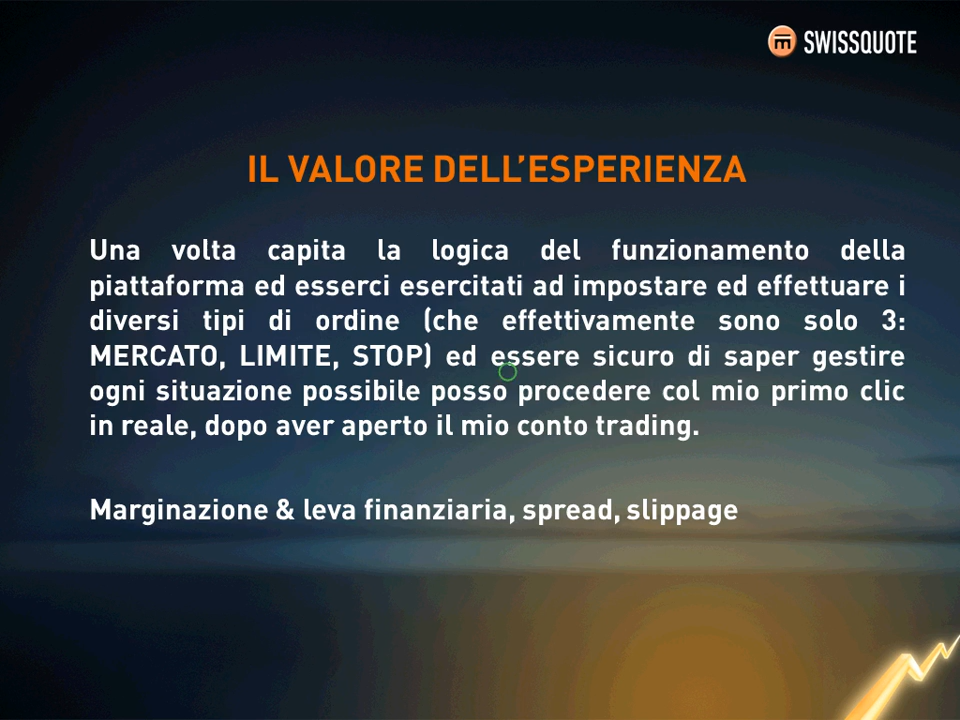 SWISSQUOTE
IL VALORE DELL'ESPERIENZA
Una volta capita la logica del funzionamento della
piattaforma ed esserci esercitati ad impostare ed effettuare i
diversi tipi di ordine (che effettivamente sono solo 3:
MERCATO, LIMITE, STOP) ed essere sicuro di saper gestire
ogni situazione possibile posso procedere col mio primo clic
in reale, dopo aver aperto il mio conto trading.
Marginazione & leva finanziaria, spread, slippage